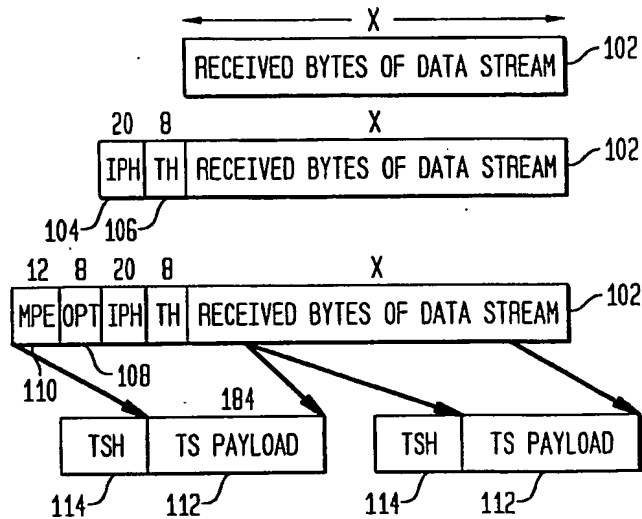 X
RECEIVED BYTES OF DATA STREAM 102
20 8 X
IPH TH RECEIVED BYTES OF DATA STREAM 102
104 106
12 8 20 8 X
MPE OPT IPH TH RECEIVED BYTES OF DATA STREAM 102
110 108
184
TSH TS PAYLOAD TSH TS PAYLOAD
114 112 114 112